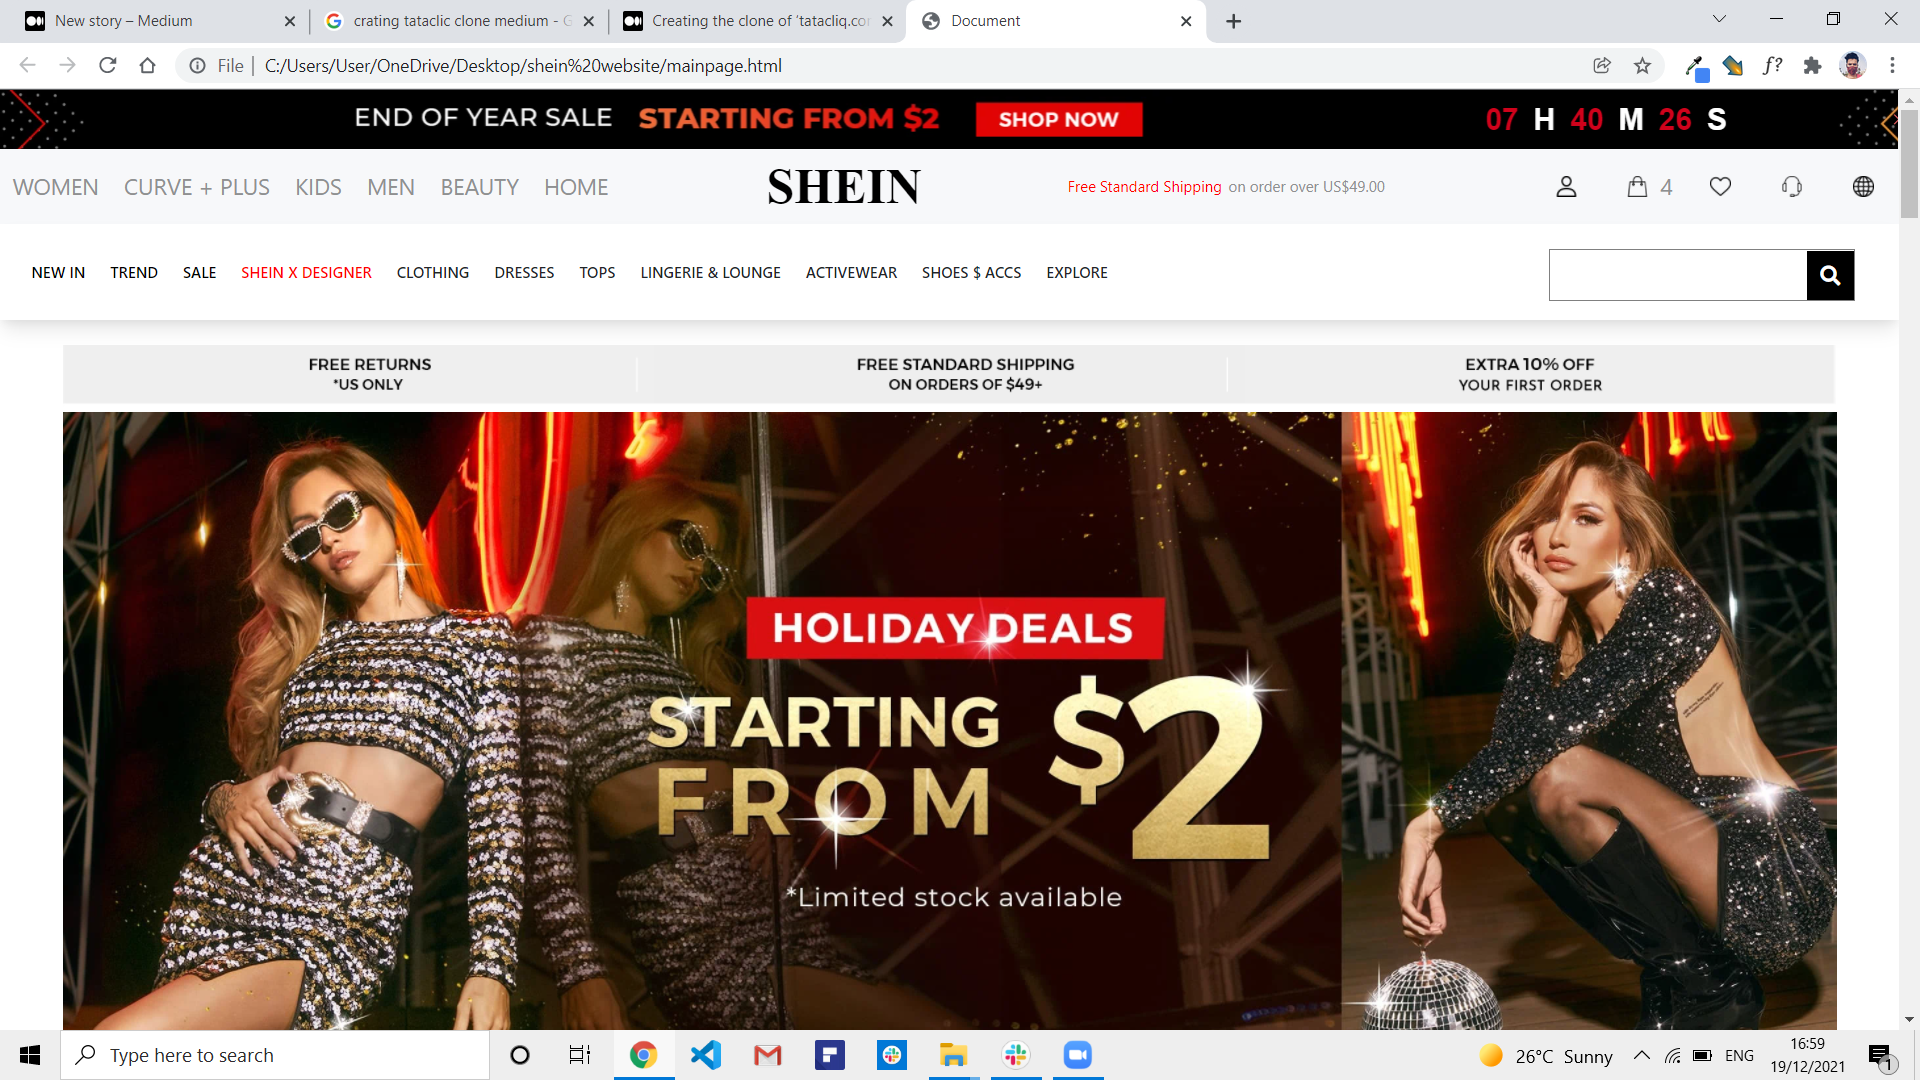 New story – Medium
crating tataclic clone medium - G
Creating the clone of ‘tatacliq.co
Document
File
C:/Users/User/OneDrive/Desktop/shein%20website/mainpage.html
f?
END OF YEAR SALE STARTING FROM $2 SHOP NOW 07 H 40 M 26 S
WOMEN CURVE + PLUS KIDS MEN BEAUTY HOME
SHEIN
Free Standard Shipping on order over US$49.00
4
NEW IN TREND SALE SHEIN X DESIGNER CLOTHING DRESSES TOPS LINGERIE & LOUNGE ACTIVEWEAR SHOES $ ACCS EXPLORE
FREE RETURNS
*US ONLY
FREE STANDARD SHIPPING
ON ORDERS OF $49+
EXTRA 10% OFF
YOUR FIRST ORDER
HOLIDAY DEALS
STARTING
FROM
$2
*Limited stock available
Type here to search
26°C Sunny
ENG
16:59
19/12/2021
1